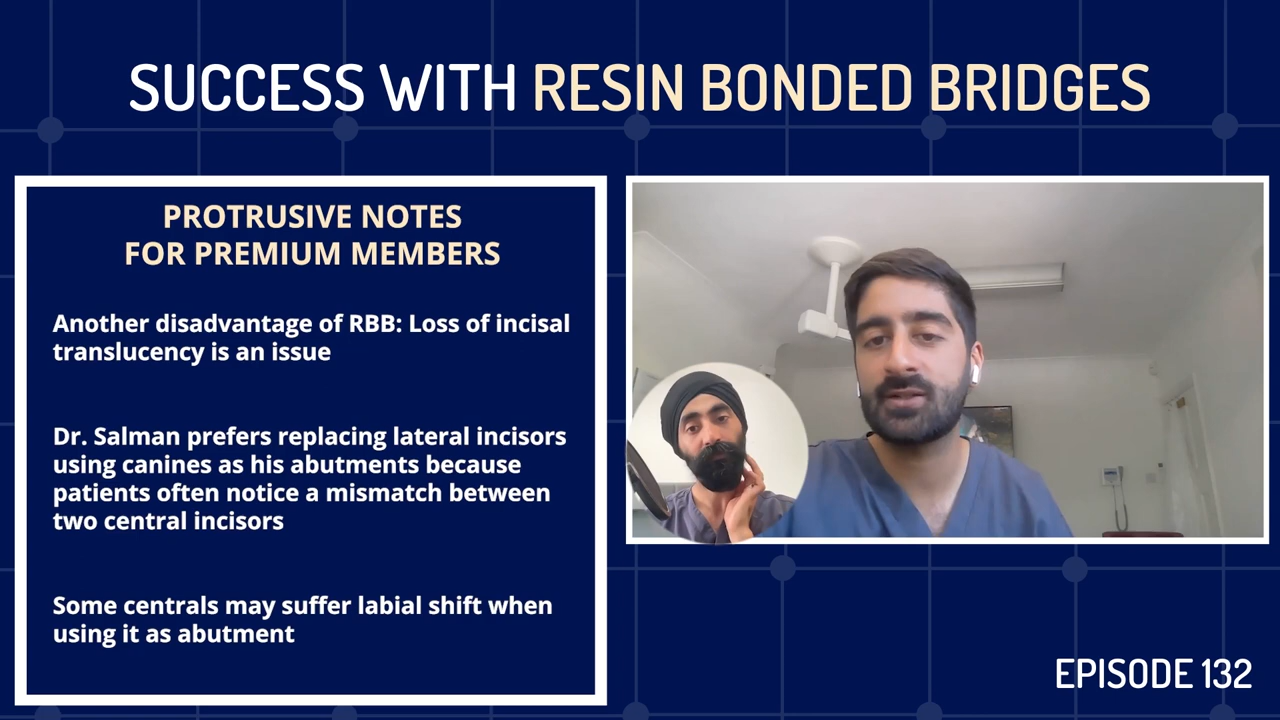 SUCCESS WITH RESIN BONDED BRIDGES
PROTRUSIVE NOTES
FOR PREMIUM MEMBERS
Another disadvantage of RBB: Loss of incisal
translucency is an issue
Dr. Salman prefers replacing lateral incisors
using canines as his abutments because
patients often notice a mismatch between
two central incisors
Some centrals may suffer labial shift when
using it as abutment
EPISODE 132